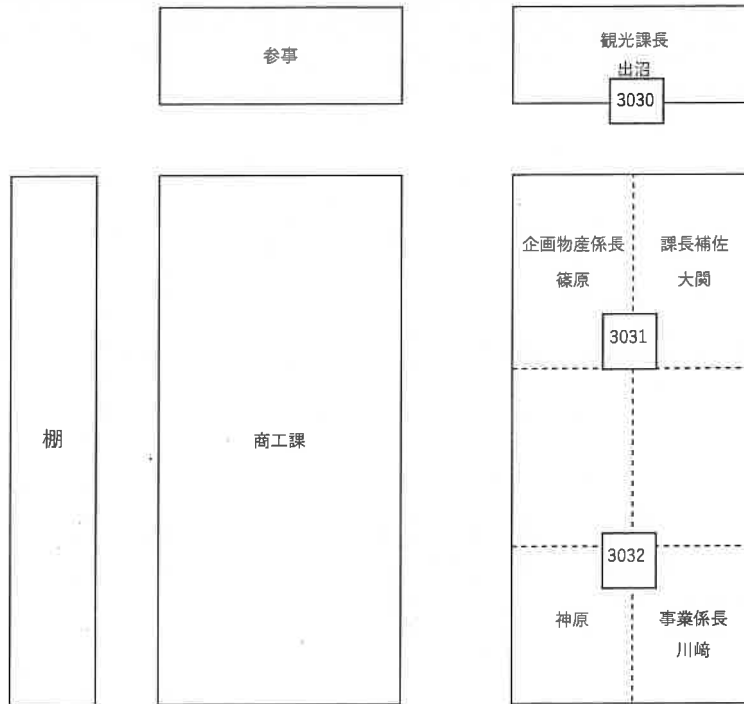 参事
観光課長
出沼
3030
企画物産係長
篠原
課長補佐
大関
3031
棚
商工課
3032
神原
事業係長
川﨑